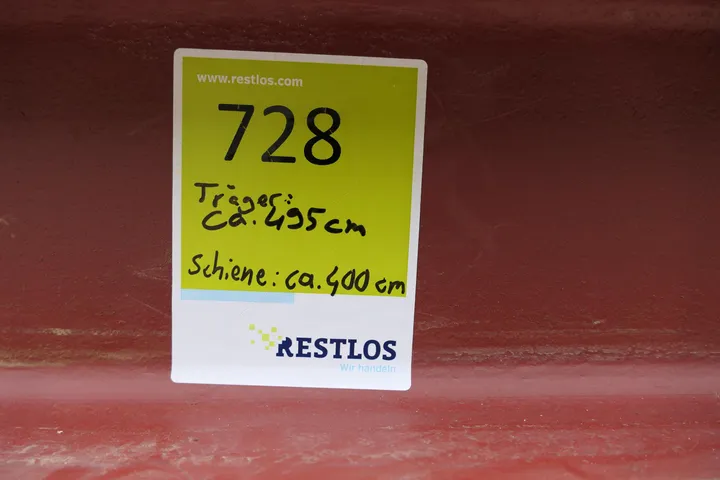 www.restlos.com
728
Träger:
ca. 495 cm
Schiene: ca. 400 cm
RESTLOS
Wir handeln